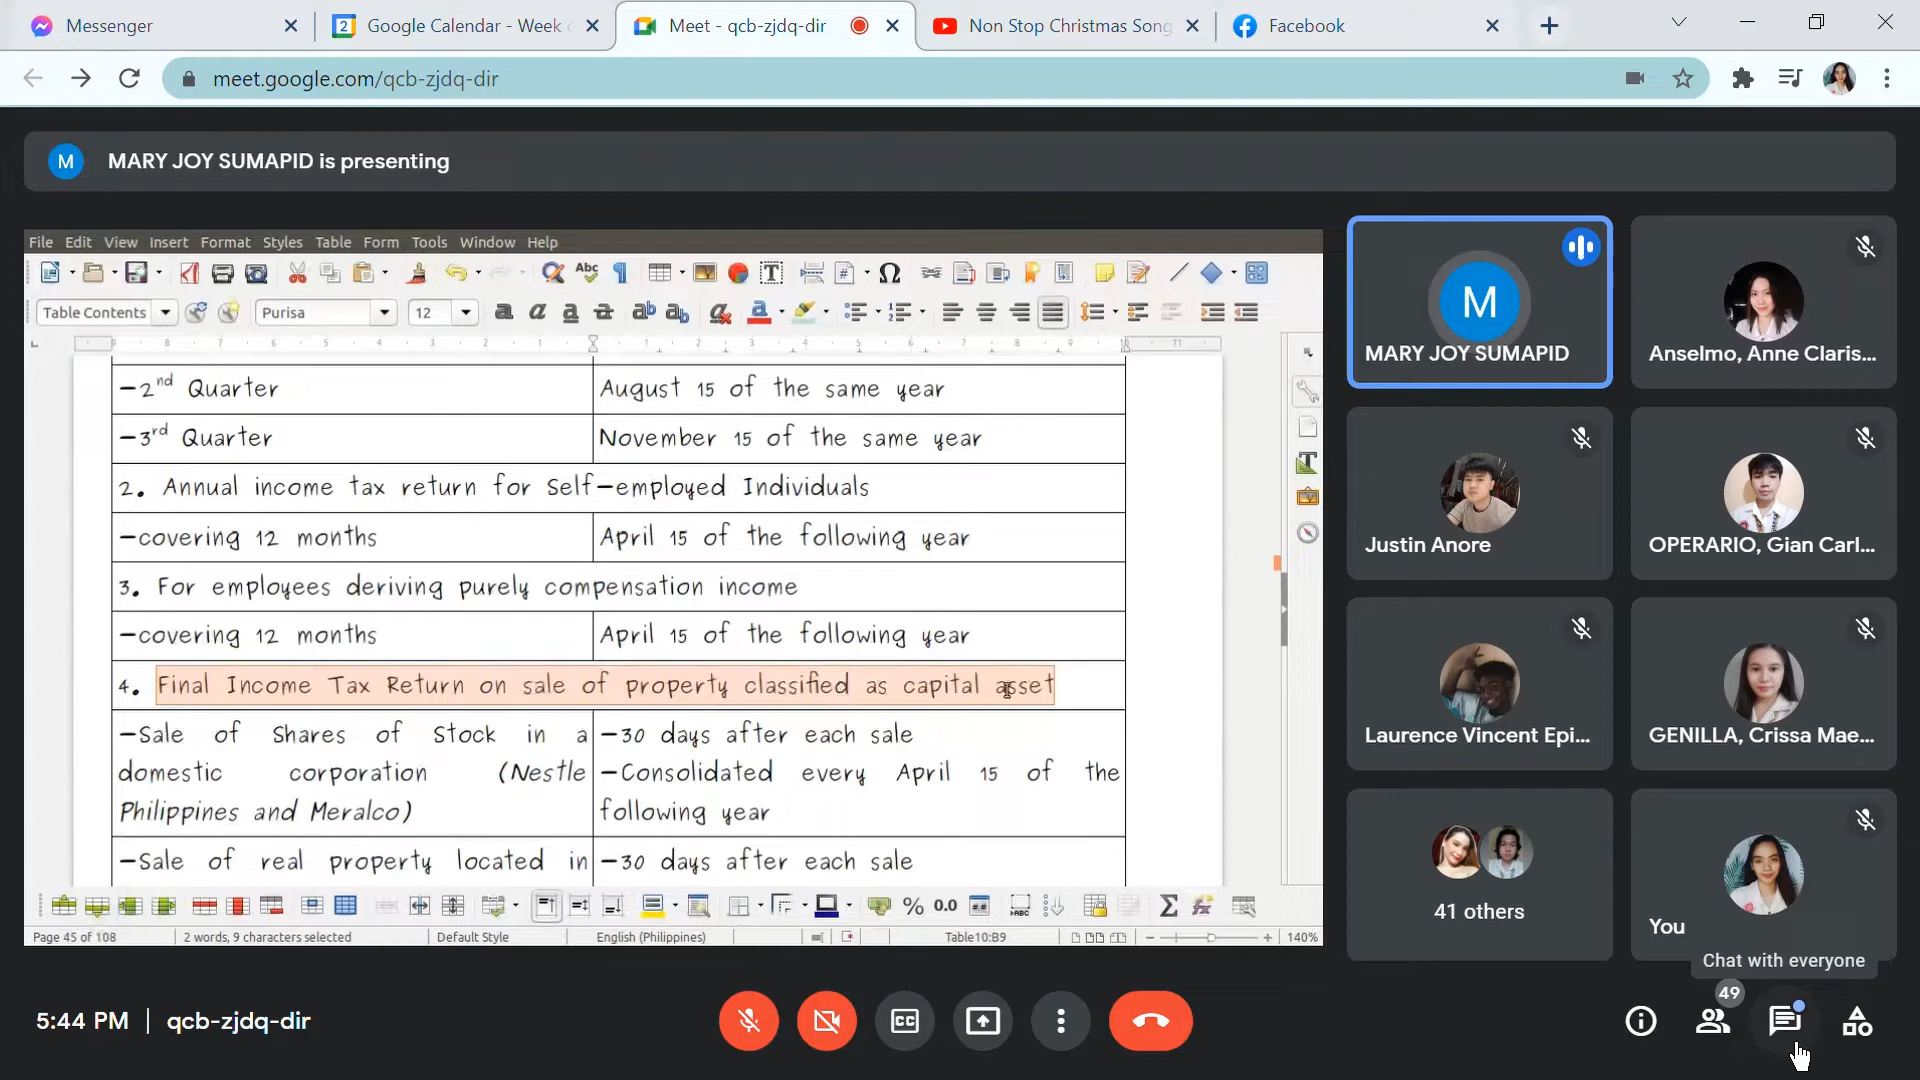 Messenger
Google Calendar - Week
Meet - qcb-zjdq-dir
Non Stop Christmas Song
Facebook
meet.google.com/qcb-zjdq-dir
M
MARY JOY SUMAPID is presenting
File Edit View Insert Format Styles Table Form Tools Window Help
Table Contents Purisa 12
-2nd Quarter
August 15 of the same year
-3rd Quarter
November 15 of the same year
2. Annual income tax return for Self-employed Individuals
-covering 12 months
April 15 of the following year
3. For employees deriving purely compensation income
-covering 12 months
April 15 of the following year
4. Final Income Tax Return on sale of property classified as capital asset
-Sale of Shares of Stock in a
domestic corporation (Nestle
Philippines and Meralco)
-30 days after each sale
-Consolidated every April 15 of the
following year
-Sale of real property located in
-30 days after each sale
Page 45 of 108
2 words, 9 characters selected
Default Style
English (Philippines)
Table10:B9
140%
M
MARY JOY SUMAPID
Anselmo, Anne Claris...
Justin Anore
OPERARIO, Gian Carl...
Laurence Vincent Epi...
GENILLA, Crissa Mae...
41 others
You
Chat with everyone
5:44 PM | qcb-zjdq-dir
49